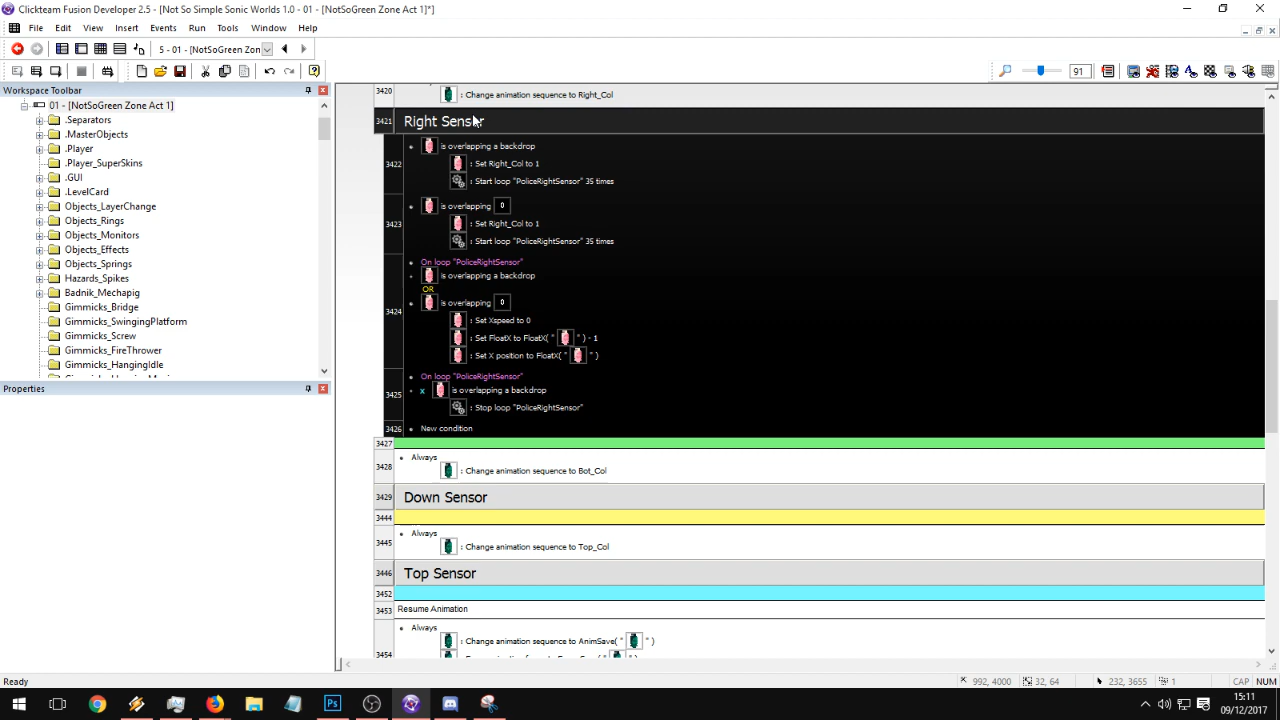 Clickteam Fusion Developer 2.5 - [Not So Simple Sonic Worlds 1.0 - 01 - [NotSoGreen Zone Act 1]*]
File Edit View Insert Events Run Tools Window Help
5 - 01 - [NotSoGreen Zon
91
Workspace Toolbar
01 - [NotSoGreen Zone Act 1]
.Separators
.MasterObjects
.Player
.Player_SuperSkins
.GUI
.LevelCard
Objects_LayerChange
Objects_Rings
Objects_Monitors
Objects_Effects
Objects_Springs
Hazards_Spikes
Badnik_Mechapig
Gimmicks_Bridge
Gimmicks_SwingingPlatform
Gimmicks_Screw
Gimmicks_FireThrower
Gimmicks_HangingIdle
Properties
3420
: Change animation sequence to Right_Col
3421 Right Sensor
3422
is overlapping a backdrop
: Set Right_Col to 1
: Start loop "PoliceRightSensor" 35 times
3423
is overlapping 0
: Set Right_Col to 1
: Start loop "PoliceRightSensor" 35 times
3424
On loop "PoliceRightSensor"
is overlapping a backdrop
OR
is overlapping 0
: Set Xspeed to 0
: Set FloatX to FloatX( " " ) - 1
: Set X position to FloatX( " " )
3425
On loop "PoliceRightSensor"
X is overlapping a backdrop
: Stop loop "PoliceRightSensor"
3426 New condition
3427
3428
Always
: Change animation sequence to Bot_Col
3429 Down Sensor
3444
3445
Always
: Change animation sequence to Top_Col
3446 Top Sensor
3452
3453 Resume Animation
3454
Always
: Change animation sequence to AnimSave( " " )
Ready
992, 4000 32, 64 232, 3655 1 CAP NUM
Ps
15:11
09/12/2017